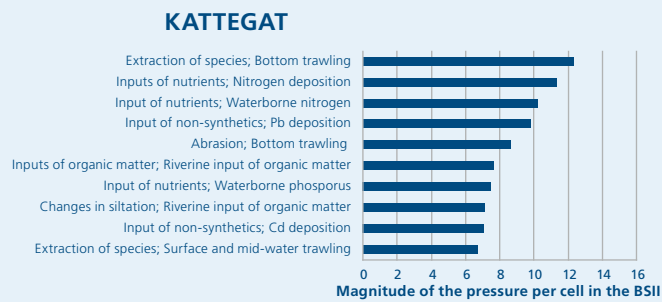 KATTEGAT
Extraction of species; Bottom trawling
Inputs of nutrients; Nitrogen deposition
Input of nutrients; Waterborne nitrogen
Input of non-synthetics; Pb deposition
Abrasion; Bottom trawling
Inputs of organic matter; Riverine input of organic matter
Input of nutrients; Waterborne phosporus
Changes in siltation; Riverine input of organic matter
Input of non-synthetics; Cd deposition
Extraction of species; Surface and mid-water trawling
0 2 4 6 8 10 12 14 16
Magnitude of the pressure per cell in the BSII